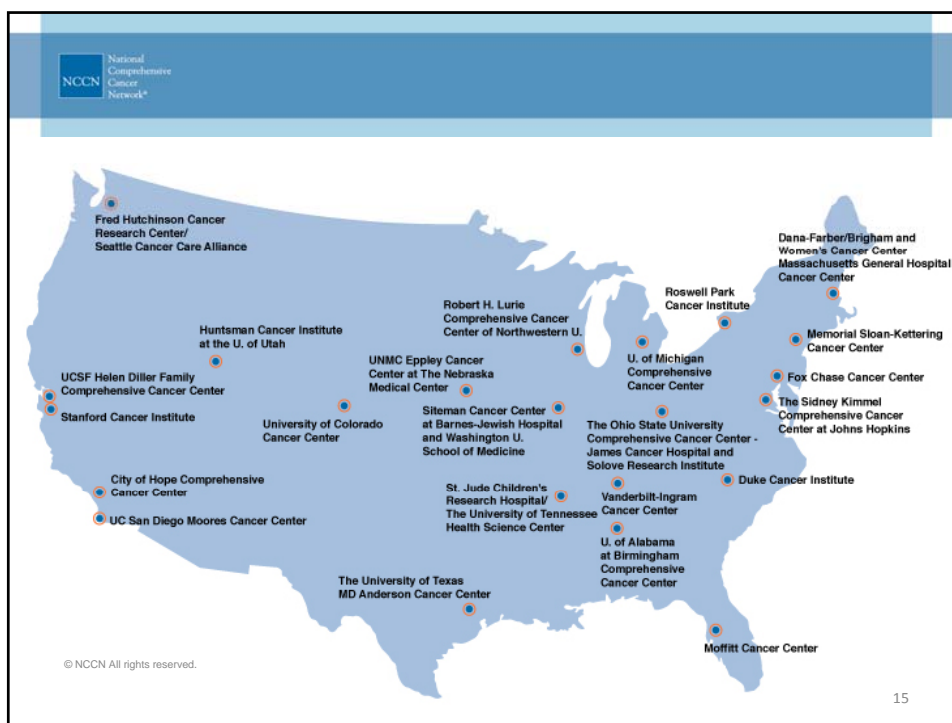 NCCN
National
Comprehensive
Cancer
Network®
Fred Hutchinson Cancer
Research Center/
Seattle Cancer Care Alliance
Dana-Farber/Brigham and
Women's Cancer Center
Massachusetts General Hospital
Cancer Center
Roswell Park
Cancer Institute
Robert H. Lurie
Comprehensive Cancer
Center of Northwestern U.
Huntsman Cancer Institute
at the U. of Utah
Memorial Sloan-Kettering
Cancer Center
U. of Michigan
Comprehensive
Cancer Center
UNMC Eppley Cancer
Center at The Nebraska
Medical Center
UCSF Helen Diller Family
Comprehensive Cancer Center
Fox Chase Cancer Center
Stanford Cancer Institute
University of Colorado
Cancer Center
Siteman Cancer Center
at Barnes-Jewish Hospital
and Washington U.
School of Medicine
The Ohio State University
Comprehensive Cancer Center -
James Cancer Hospital and
Solove Research Institute
The Sidney Kimmel
Comprehensive Cancer
Center at Johns Hopkins
City of Hope Comprehensive
Cancer Center
St. Jude Children's
Research Hospital/
The University of Tennessee
Health Science Center
Vanderbilt-Ingram
Cancer Center
Duke Cancer Institute
UC San Diego Moores Cancer Center
U. of Alabama
at Birmingham
Comprehensive
Cancer Center
The University of Texas
MD Anderson Cancer Center
Moffitt Cancer Center
© NCCN All rights reserved.
15